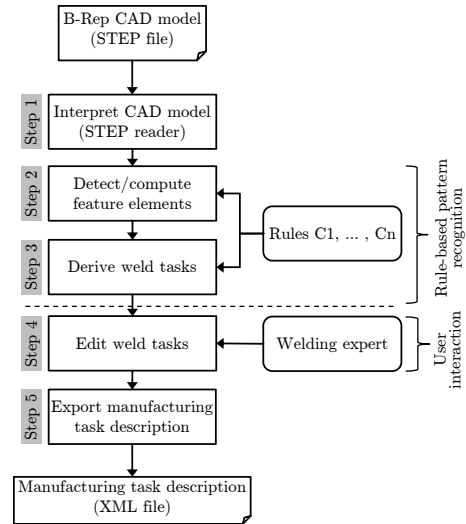 B-Rep CAD model
(STEP file)
Step 1
Interpret CAD model
(STEP reader)
Step 2
Detect/compute
feature elements
Step 3
Derive weld tasks
Rules C1, ... , Cn
Rule-based pattern
recognition
Step 4
Edit weld tasks
Welding expert
User
interaction
Step 5
Export manufacturing
task description
Manufacturing task description
(XML file)